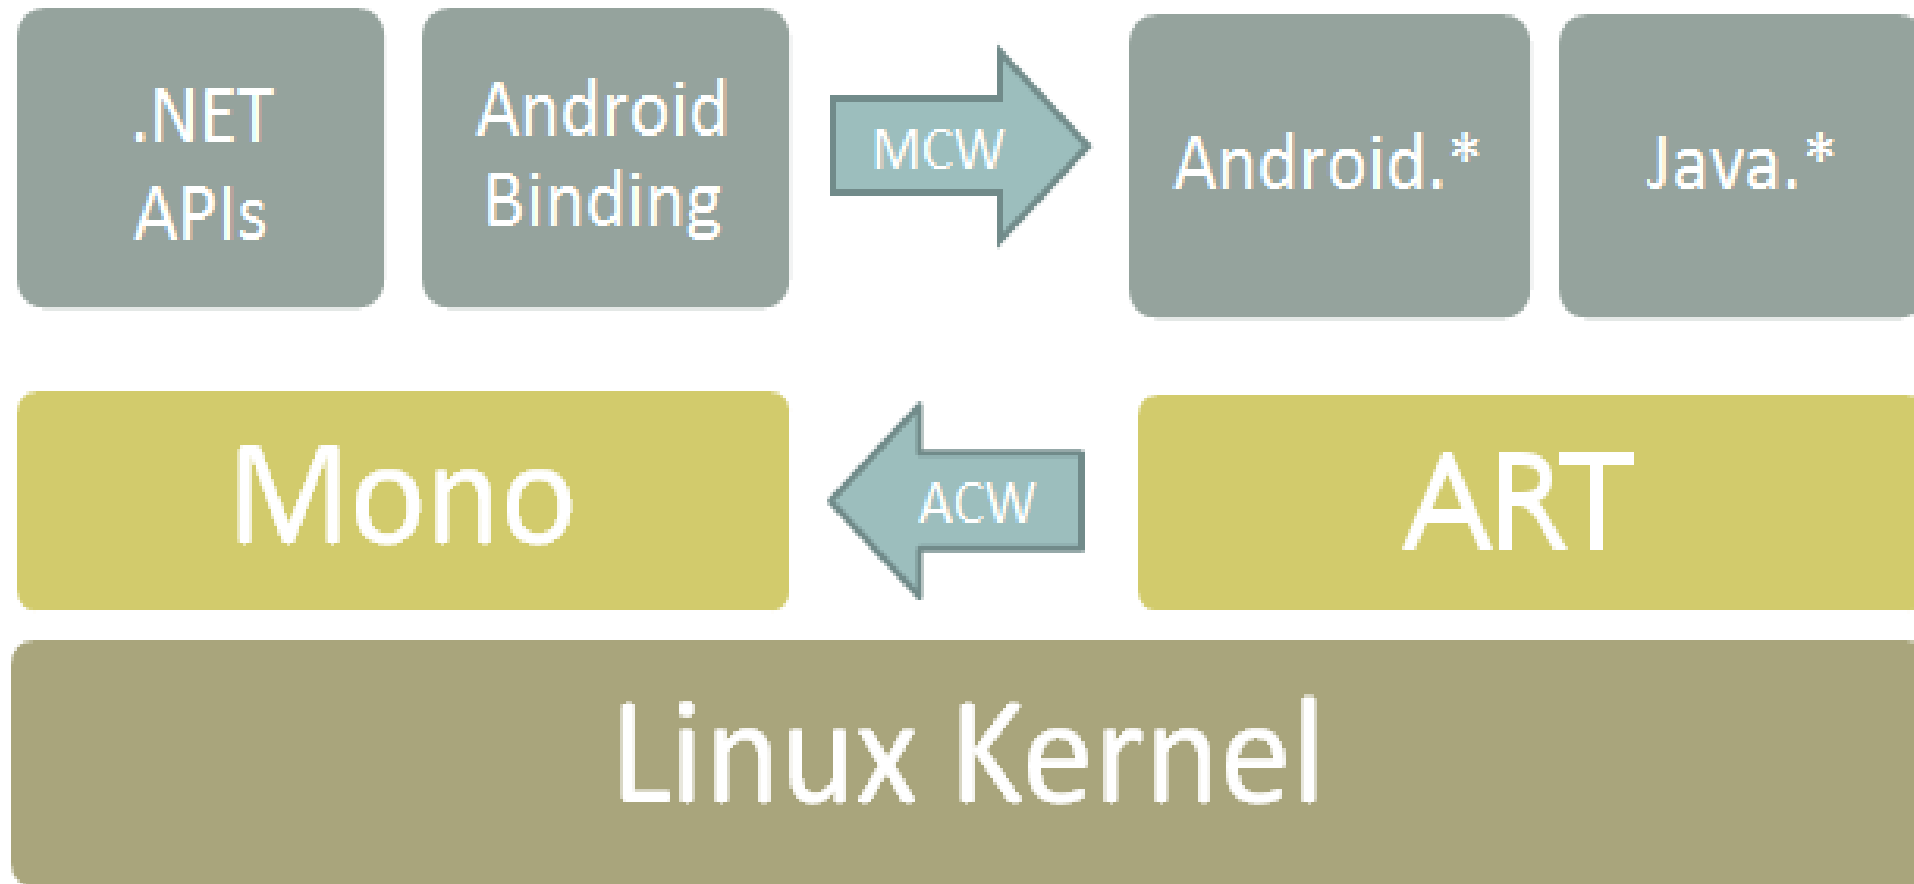 .NET
APIs
Android
Binding
MCW
Android.*
Java.*
Mono
ACW
ART
Linux Kernel